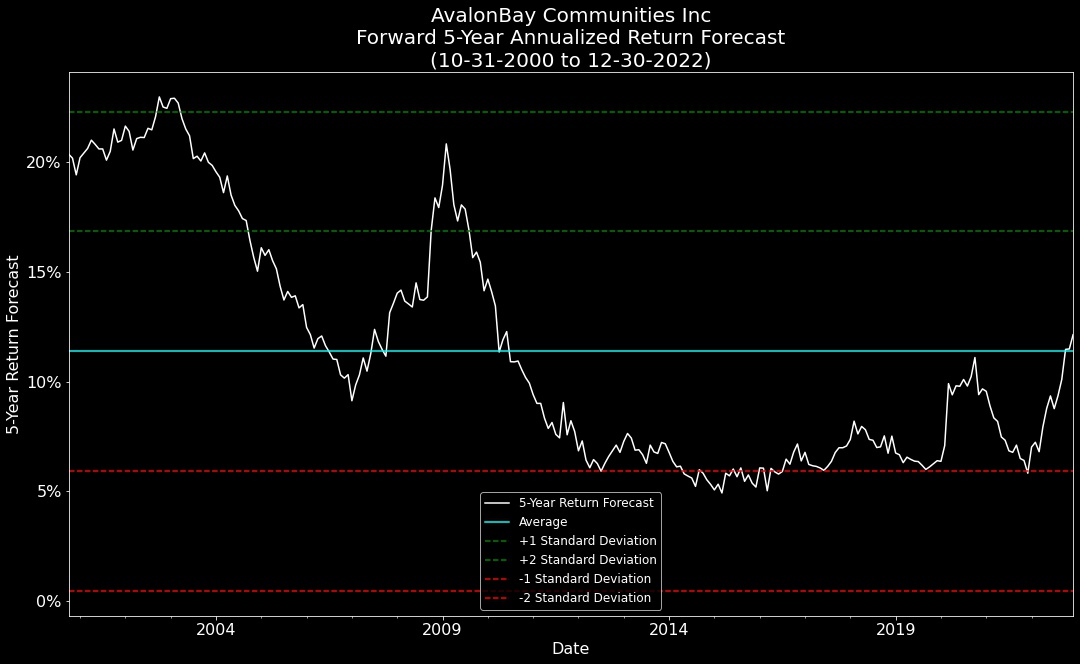 AvalonBay Communities Inc
Forward 5-Year Annualized Return Forecast
(10-31-2000 to 12-30-2022)
5-Year Return Forecast
20%
15%
10%
5%
0%
5-Year Return Forecast
Average
+1 Standard Deviation
+2 Standard Deviation
-1 Standard Deviation
-2 Standard Deviation
2004
2009
2014
2019
Date